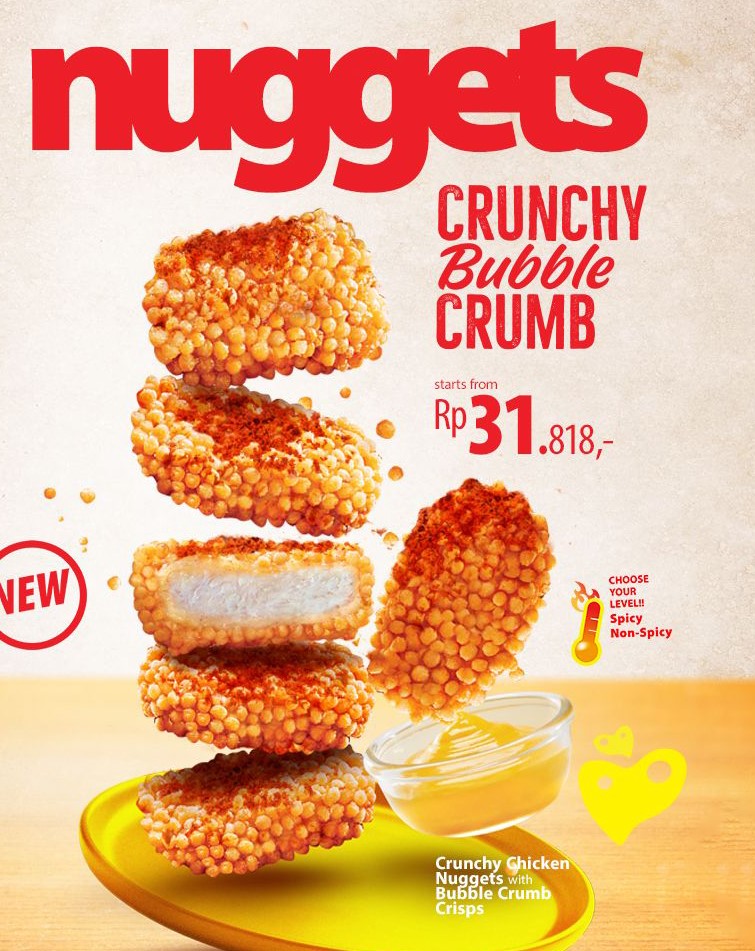 nuggets
CRUNCHY
Bubble
CRUMB
starts from
Rp31.818,-
NEW
CHOOSE
YOUR
LEVEL!!
Spicy
Non-Spicy
Crunchy Chicken
Nuggets with
Bubble Crumb
Crisps